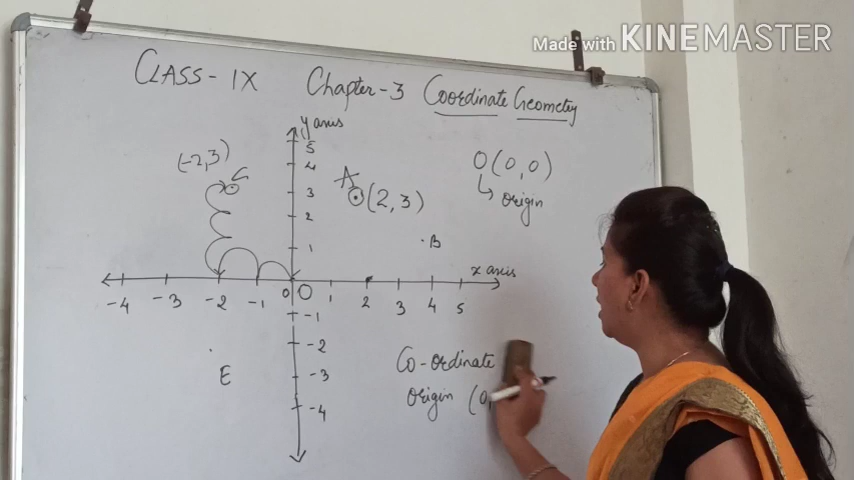 Made with KINEMASTER
CLASS-IX Chapter-3 Coordinate Geometry
y axis
5
4
3
2
1
(-2,3)
C
A
(2,3)
O(0,0)
origin
B
x axis
-4 -3 -2 -1 0 O 1 2 3 4 5
-1
-2
-3
-4
E
Co-ordinate
Origin (0,